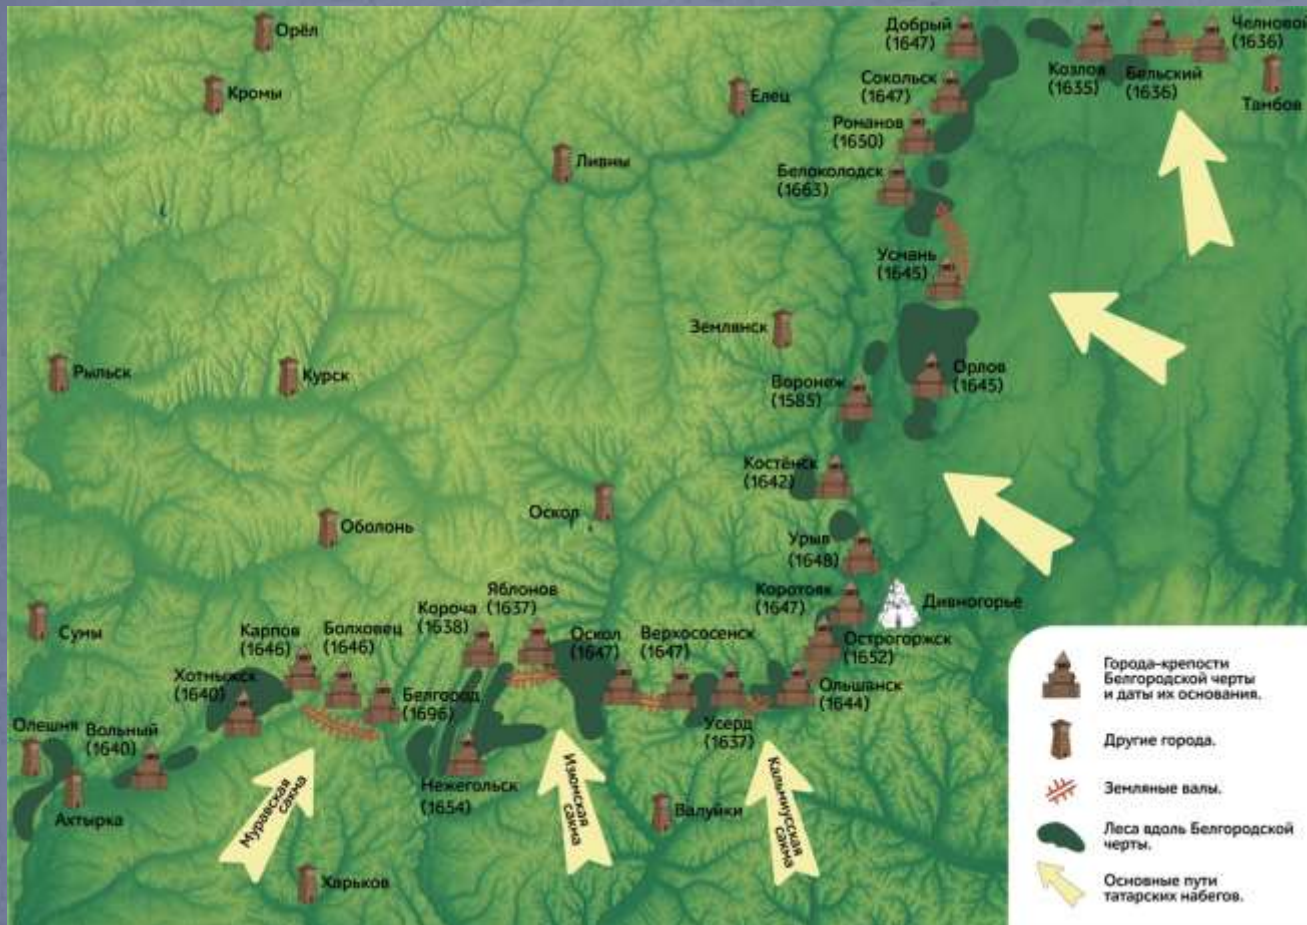 Орёл
Кромы
Елец
Ливны
Добрый
(1647)
Сокольск
(1647)
Романов
(1650)
Белоколодск
(1663)
Козлов
(1635)
Бельский
(1636)
Челновой
(1636)
Тамбов
Усмань
(1645)
Землянск
Рыльск
Курск
Воронеж
(1585)
Орлов
(1645)
Костёнск
(1642)
Оскол
Оболонь
Урыв
(1648)
Коротояк
(1647)
Дивногорье
Сумы
Карпов
(1646)
Болховец
(1646)
Короча
(1638)
Яблонов
(1637)
Оскол
(1647)
Верхососенск
(1647)
Острогоржск
(1652)
Хотныжск
(1640)
Белгород
(1696)
Ольшанск
(1644)
Олешня
Вольный
(1640)
Усерд
(1637)
Нежегольск
(1654)
Ахтырка
Муравская
сакма
Изюмская
сакма
Кальмиусская
сакма
Валуйки
Харьков
Города-крепости
Белгородской черты
и даты их основания.
Другие города.
Земляные валы.
Леса вдоль Белгородской
черты.
Основные пути
татарских набегов.